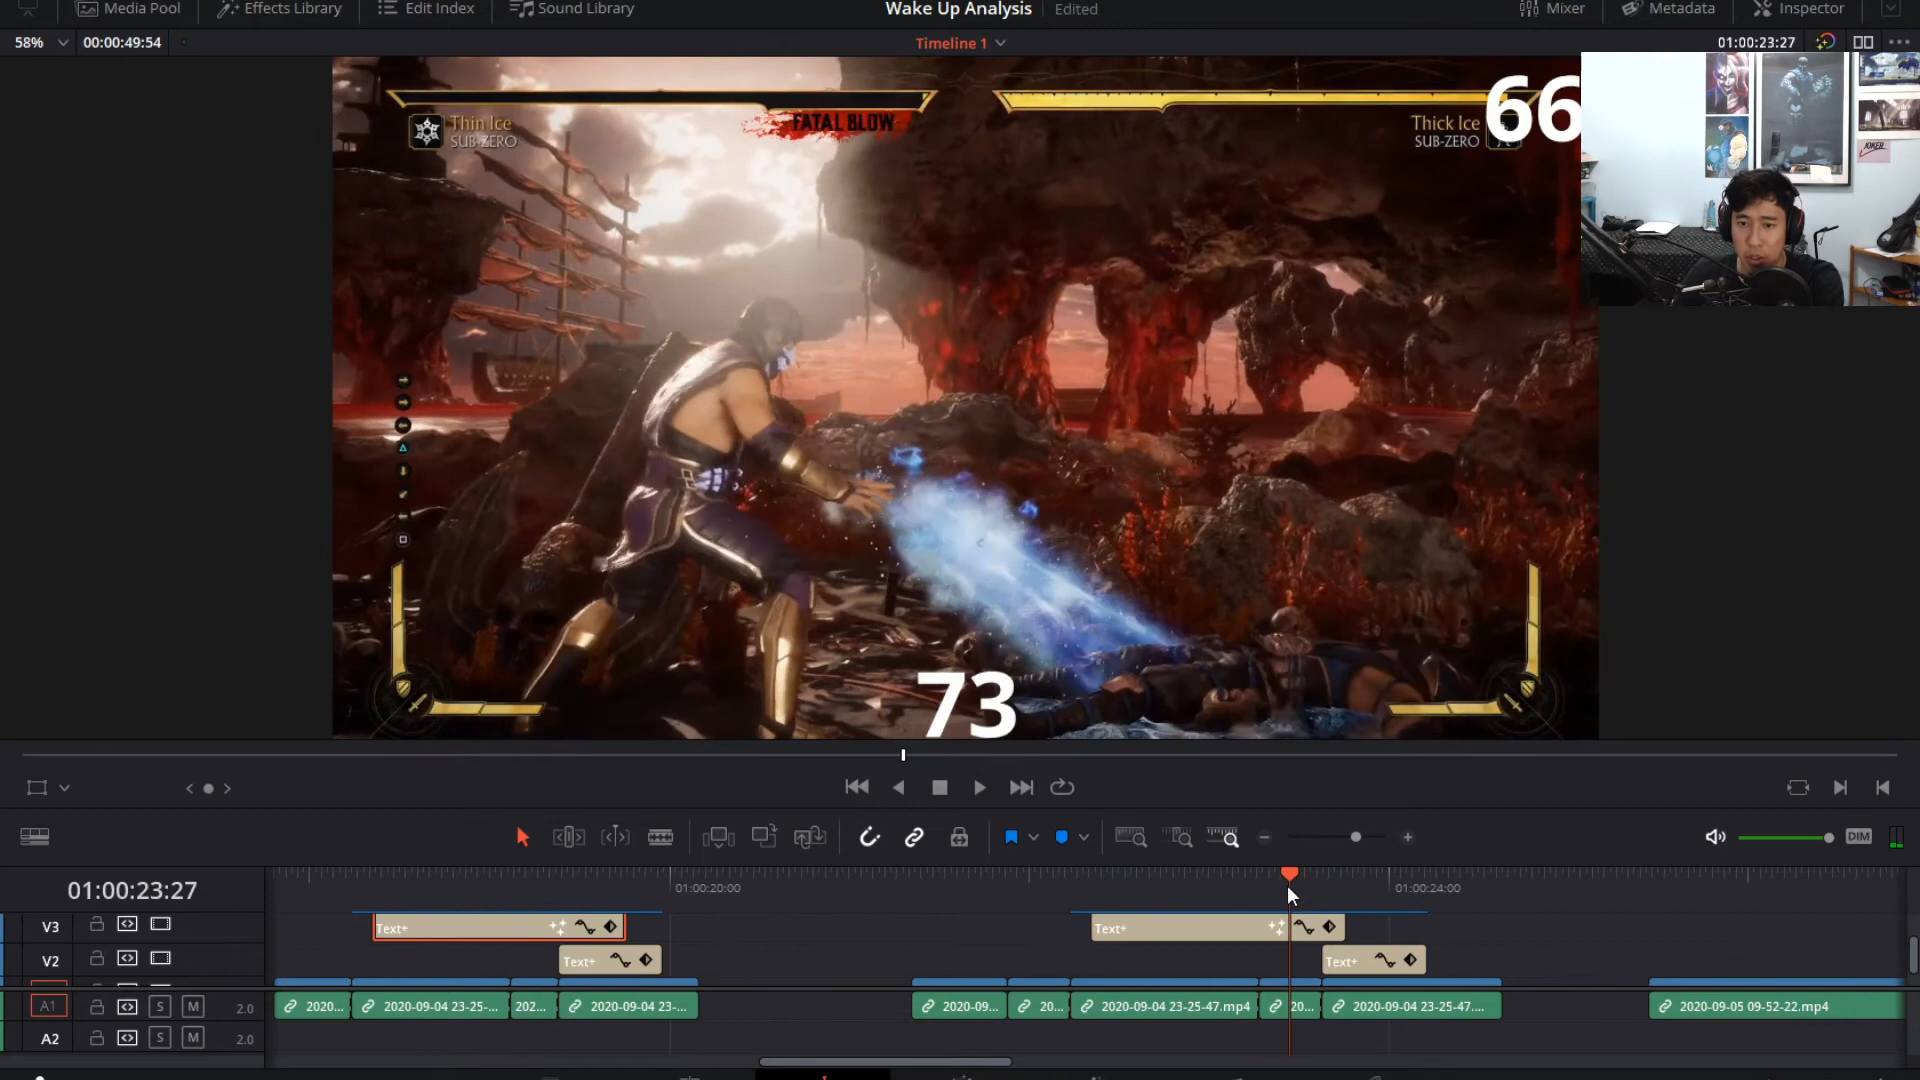 Media Pool
Effects Library
Edit Index
Sound Library
Wake Up Analysis
Edited
Mixer
Metadata
Inspector
58%
00:00:49:54
Timeline 1
01:00:23:27
FATAL BLOW
Thin Ice
SUB-ZERO
Thick Ice
SUB-ZERO
66
JOKER
73
DIM
01:00:23:27
01:00:20:00
01:00:24:00
V3
Text+
Text+
V2
Text+
Text+
A1
S
M
2.0
2020...
2020-09-04 23-25-...
202...
2020-09-04 23-...
2020-09...
20...
2020-09-04 23-25-47.mp4
20...
2020-09-04 23-25-47....
2020-09-05 09-52-22.mp4
A2
S
M
2.0